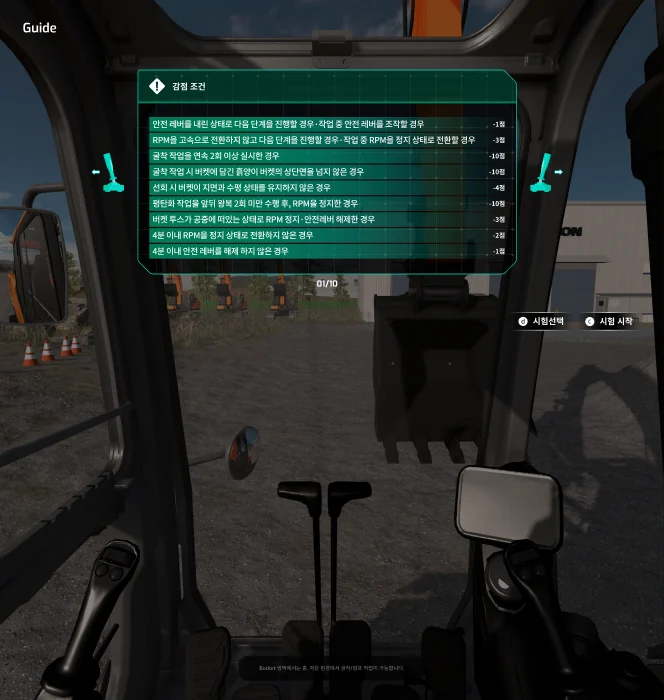 Guide
감점 조건
안전 레버를 내린 상태로 다음 단계을 진행할 경우·작업 중 안전 레버를 조작할 경우 -1점
RPM을 고속으로 전환하지 않고 다음 단계을 진행할 경우·작업 중 RPM을 정지 상태로 전환할 경우 -3점
굴착 작업을 연속 2회 이상 실시한 경우 -10점
굴착 작업 시 버켓에 담긴 흙양이 버켓의 상단면을 넘지 않은 경우 -10점
선회 시 버켓이 지면과 수평 상태를 유지하지 않은 경우 -4점
평탄화 작업을 앞뒤 왕복 2회 미만 수행 후, RPM을 정지한 경우 -10점
버켓 투스가 공중에 떠있는 상태로 RPM 정지·안전레버 해제한 경우 -3점
4분 이내 RPM을 정지 상태로 전환하지 않은 경우 -2점
4분 이내 안전 레버를 해제 하지 않은 경우 -1점
01/10
ON
d 시험선택 C 시험 시작